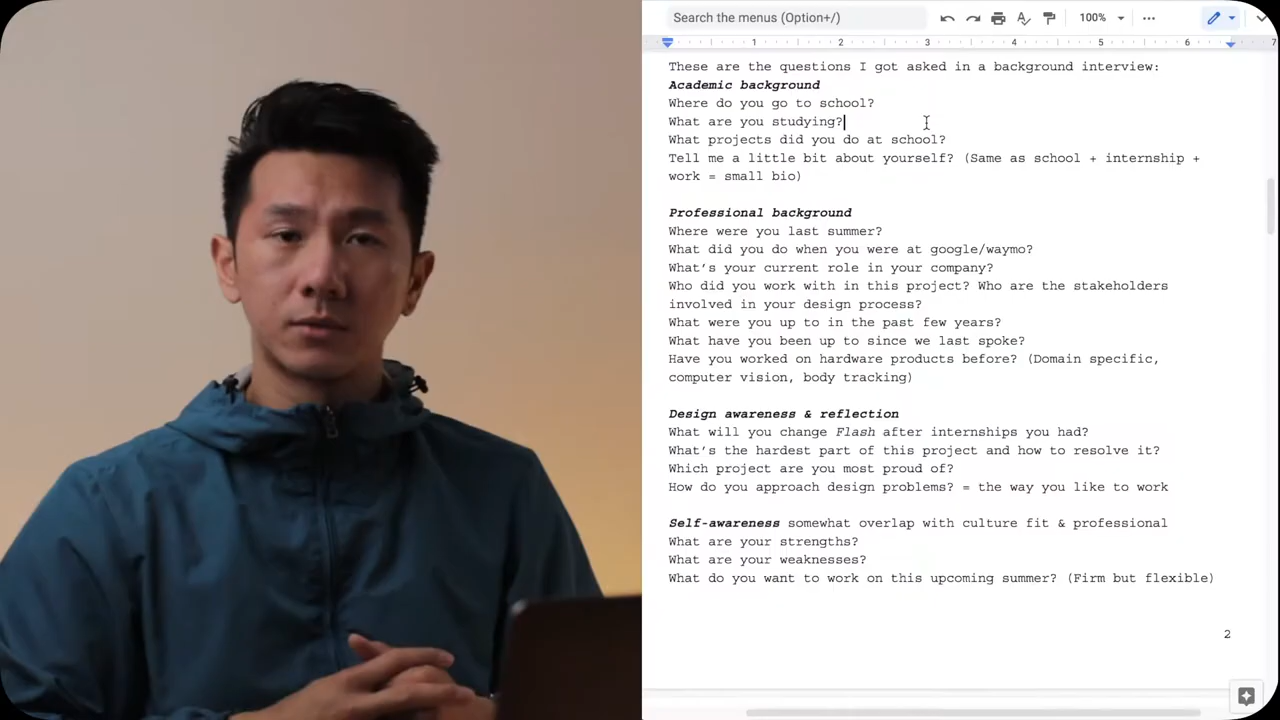 Search the menus (Option+/)
100%
1 2 3 4 5 6 7
These are the questions I got asked in a background interview:
Academic background
Where do you go to school?
What are you studying?
What projects did you do at school?
Tell me a little bit about yourself? (Same as school + internship +
work = small bio)
Professional background
Where were you last summer?
What did you do when you were at google/waymo?
What's your current role in your company?
Who did you work with in this project? Who are the stakeholders
involved in your design process?
What were you up to in the past few years?
What have you been up to since we last spoke?
Have you worked on hardware products before? (Domain specific,
computer vision, body tracking)
Design awareness & reflection
What will you change Flash after internships you had?
What's the hardest part of this project and how to resolve it?
Which project are you most proud of?
How do you approach design problems? = the way you like to work
Self-awareness somewhat overlap with culture fit & professional
What are your strengths?
What are your weaknesses?
What do you want to work on this upcoming summer? (Firm but flexible)
2